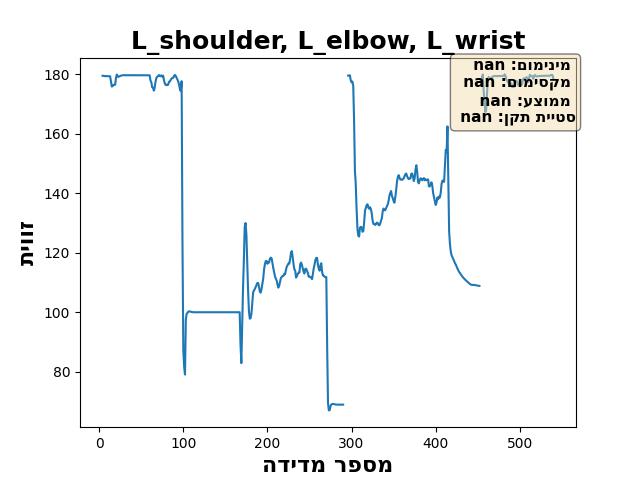 L_shoulder, L_elbow, L_wrist
מינימום: nan
מקסימום: nan
ממוצע: nan
סטיית תקן: nan
180
160
140
120
100
80
זווית
0 100 200 300 400 500
מספר מדידה